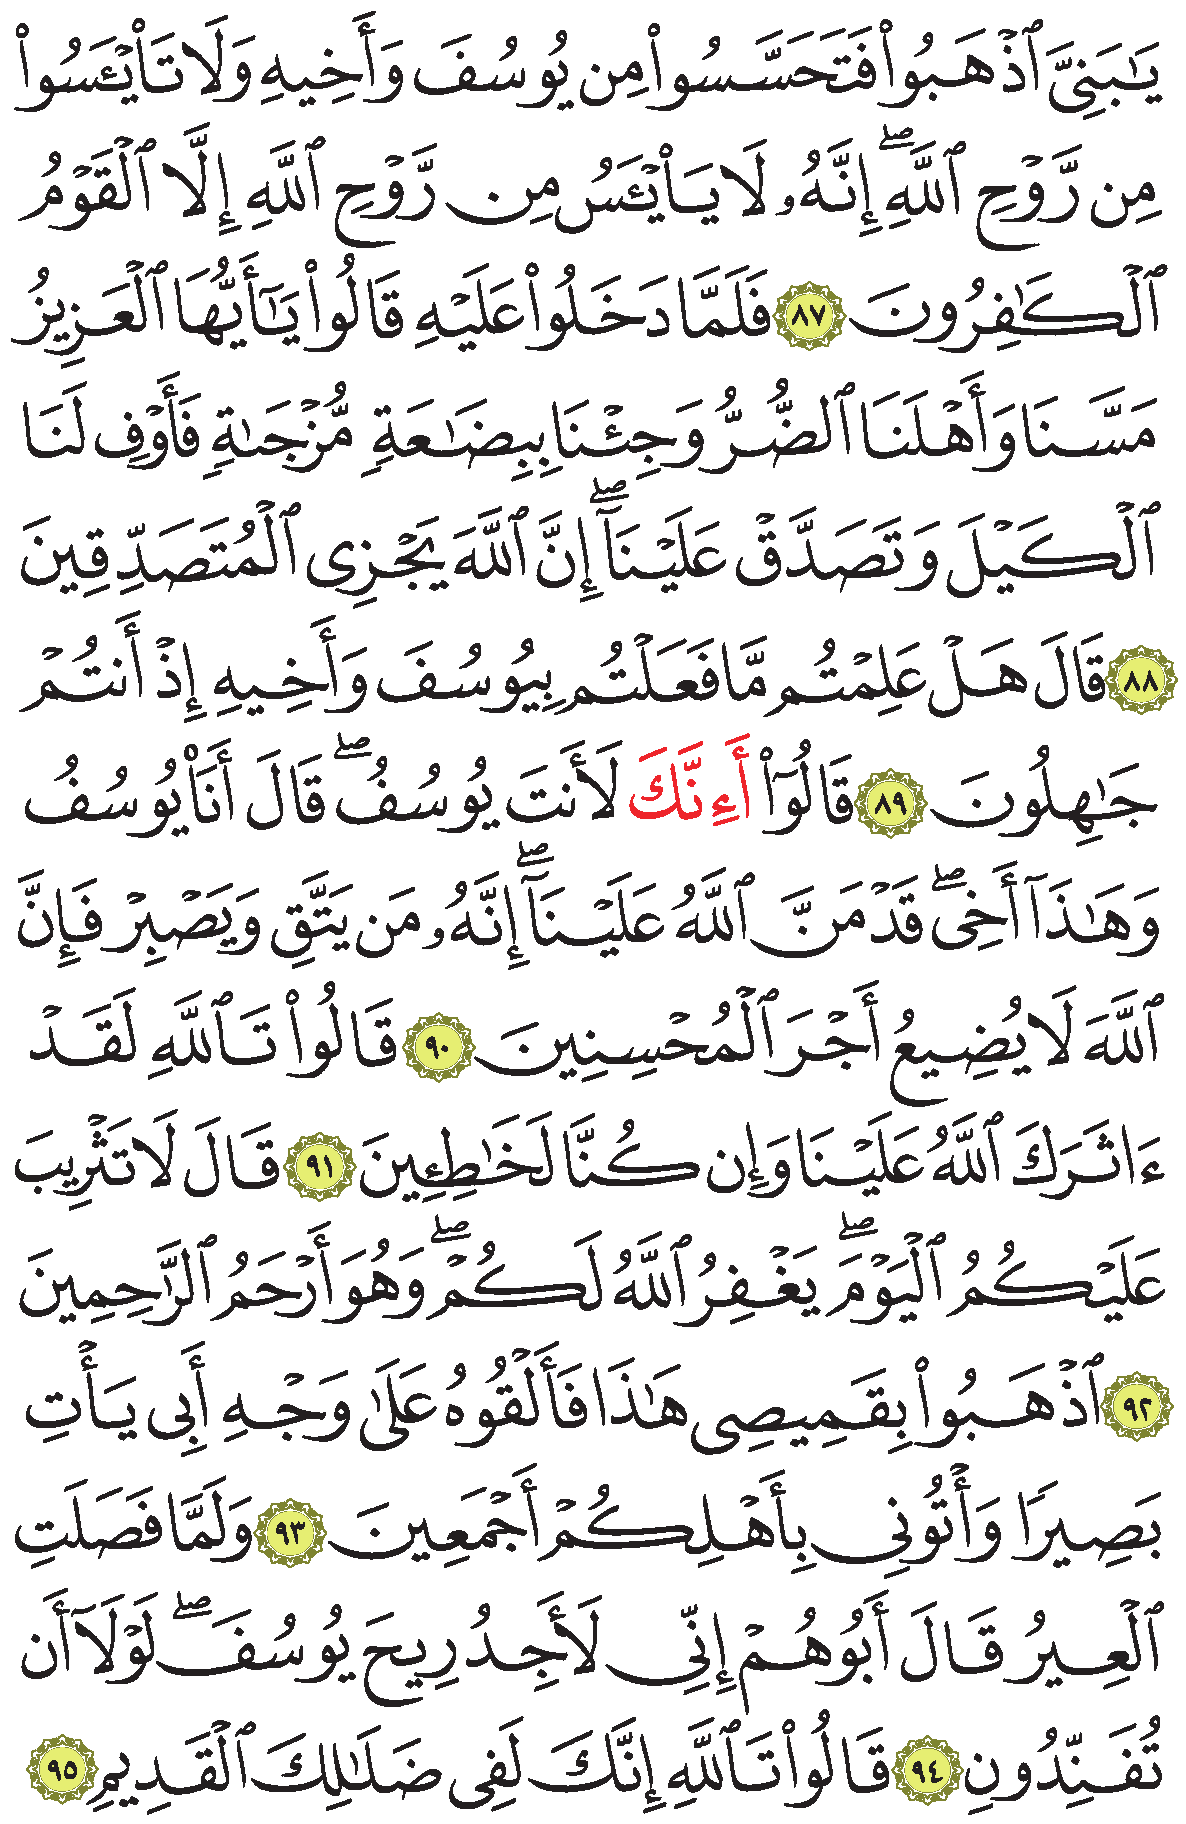 يَـٰبَنِىَّ ٱذْهَبُوا۟ فَتَحَسَّسُوا۟ مِن يُوسُفَ وَأَخِيهِ وَلَا تَا۟يْـَٔسُوا۟
مِن رَّوْحِ ٱللَّهِ ۖ إِنَّهُۥ لَا يَا۟يْـَٔسُ مِن رَّوْحِ ٱللَّهِ إِلَّا ٱلْقَوْمُ
ٱلْكَـٰفِرُونَ ٨٧ فَلَمَّا دَخَلُوا۟ عَلَيْهِ قَالُوا۟ يَـٰٓأَيُّهَا ٱلْعَزِيزُ
مَسَّنَا وَأَهْلَنَا ٱلضُّرُّ وَجِئْنَا بِبِضَـٰعَةٍ مُّزْجَىٰةٍ فَأَوْفِ لَنَا
ٱلْكَيْلَ وَتَصَدَّقْ عَلَيْنَآ ۖ إِنَّ ٱللَّهَ يَجْزِى ٱلْمُتَصَدِّقِينَ
٨٨ قَالَ هَلْ عَلِمْتُم مَّا فَعَلْتُم بِيُوسُفَ وَأَخِيهِ إِذْ أَنتُمْ
جَـٰهِلُونَ ٨٩ قَالُوٓا۟ أَءِنَّكَ لَأَنتَ يُوسُفُ ۖ قَالَ أَنَا۠ يُوسُفُ
وَهَـٰذَآ أَخِى ۖ قَدْ مَنَّ ٱللَّهُ عَلَيْنَآ ۖ إِنَّهُۥ مَن يَتَّقِ وَيَصْبِرْ فَإِنَّ
ٱللَّهَ لَا يُضِيعُ أَجْرَ ٱلْمُحْسِنِينَ ٩٠ قَالُوا۟ تَٱللَّهِ لَقَدْ
ءَاثَرَكَ ٱللَّهُ عَلَيْنَا وَإِن كُنَّا لَخَـٰطِـِٔينَ ٩١ قَالَ لَا تَثْرِيبَ
عَلَيْكُمُ ٱلْيَوْمَ ۖ يَغْفِرُ ٱللَّهُ لَكُمْ ۖ وَهُوَ أَرْحَمُ ٱلرَّٰحِمِينَ
٩٢ ٱذْهَبُوا۟ بِقَمِيصِى هَـٰذَا فَأَلْقُوهُ عَلَىٰ وَجْهِ أَبِى يَأْتِ
بَصِيرًا وَأْتُونِى بِأَهْلِكُمْ أَجْمَعِينَ ٩٣ وَلَمَّا فَصَلَتِ
ٱلْعِيرُ قَالَ أَبُوهُمْ إِنِّى لَأَجِدُ رِيحَ يُوسُفَ ۖ لَوْلَآ أَن
تُفَنِّدُونِ ٩٤ قَالُوا۟ تَٱللَّهِ إِنَّكَ لَفِى ضَلَـٰلِكَ ٱلْقَدِيمِ ٩٥